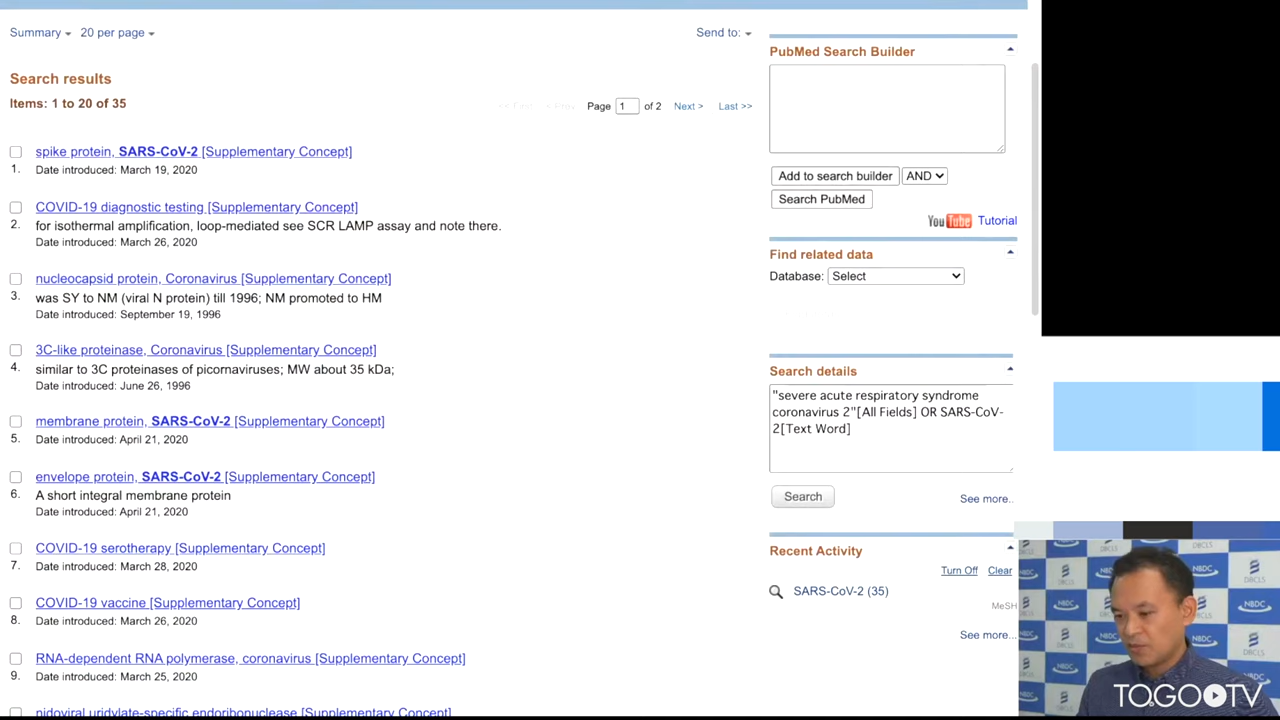 Summary
20 per page
Send to:
Search results
Items: 1 to 20 of 35
Page 1 of 2 Next > Last >>
spike protein, SARS-CoV-2 [Supplementary Concept]
1. Date introduced: March 19, 2020
COVID-19 diagnostic testing [Supplementary Concept]
2. for isothermal amplification, loop-mediated see SCR LAMP assay and note there.
Date introduced: March 26, 2020
nucleocapsid protein, Coronavirus [Supplementary Concept]
3. was SY to NM (viral N protein) till 1996; NM promoted to HM
Date introduced: September 19, 1996
3C-like proteinase, Coronavirus [Supplementary Concept]
4. similar to 3C proteinases of picornaviruses; MW about 35 kDa;
Date introduced: June 26, 1996
membrane protein, SARS-CoV-2 [Supplementary Concept]
5. Date introduced: April 21, 2020
envelope protein, SARS-CoV-2 [Supplementary Concept]
6. A short integral membrane protein
Date introduced: April 21, 2020
COVID-19 serotherapy [Supplementary Concept]
7. Date introduced: March 28, 2020
COVID-19 vaccine [Supplementary Concept]
8. Date introduced: March 26, 2020
RNA-dependent RNA polymerase, coronavirus [Supplementary Concept]
9. Date introduced: March 25, 2020
nidoviral uridylate-specific endoribonuclease [Supplementary Concept]
PubMed Search Builder
Add to search builder AND
Search PubMed
YouTube Tutorial
Find related data
Database: Select
Search details
"severe acute respiratory syndrome
coronavirus 2"[All Fields] OR SARS-CoV-
2[Text Word]
Search
See more..
Recent Activity
Turn Off Clear
SARS-CoV-2 (35)
MeSH
See more...
DBCLS
NBDC
TOGO TV